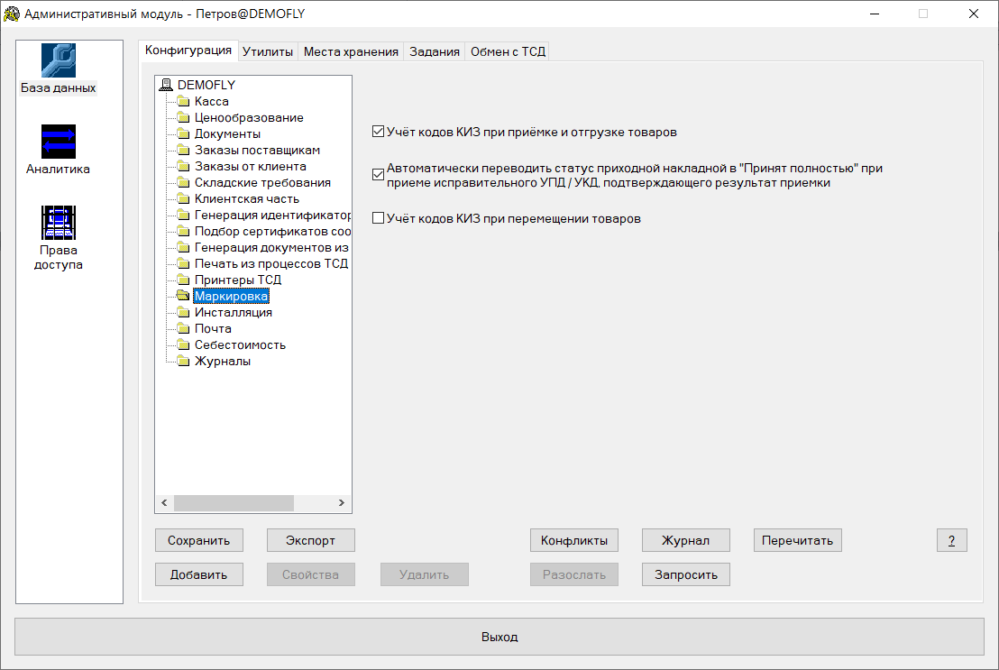 Административный модуль - Петров@DEMOFLY
База данных
Аналитика
Права
доступа
Конфигурация
Утилиты
Места хранения
Задания
Обмен с ТСД
DEMOFLY
Касса
Ценообразование
Документы
Заказы поставщикам
Заказы от клиента
Складские требования
Клиентская часть
Генерация идентификатор
Подбор сертификатов соо
Генерация документов из
Печать из процессов ТСД
Принтеры ТСД
Маркировка
Инсталляция
Почта
Себестоимость
Журналы
Учёт кодов КИЗ при приёмке и отгрузке товаров
Автоматически переводить статус приходной накладной в "Принят полностью" при
приеме исправительного УПД / УКД, подтверждающего результат приемки
Учёт кодов КИЗ при перемещении товаров
Сохранить
Экспорт
Конфликты
Журнал
Перечитать
?
Добавить
Свойства
Удалить
Разослать
Запросить
Выход